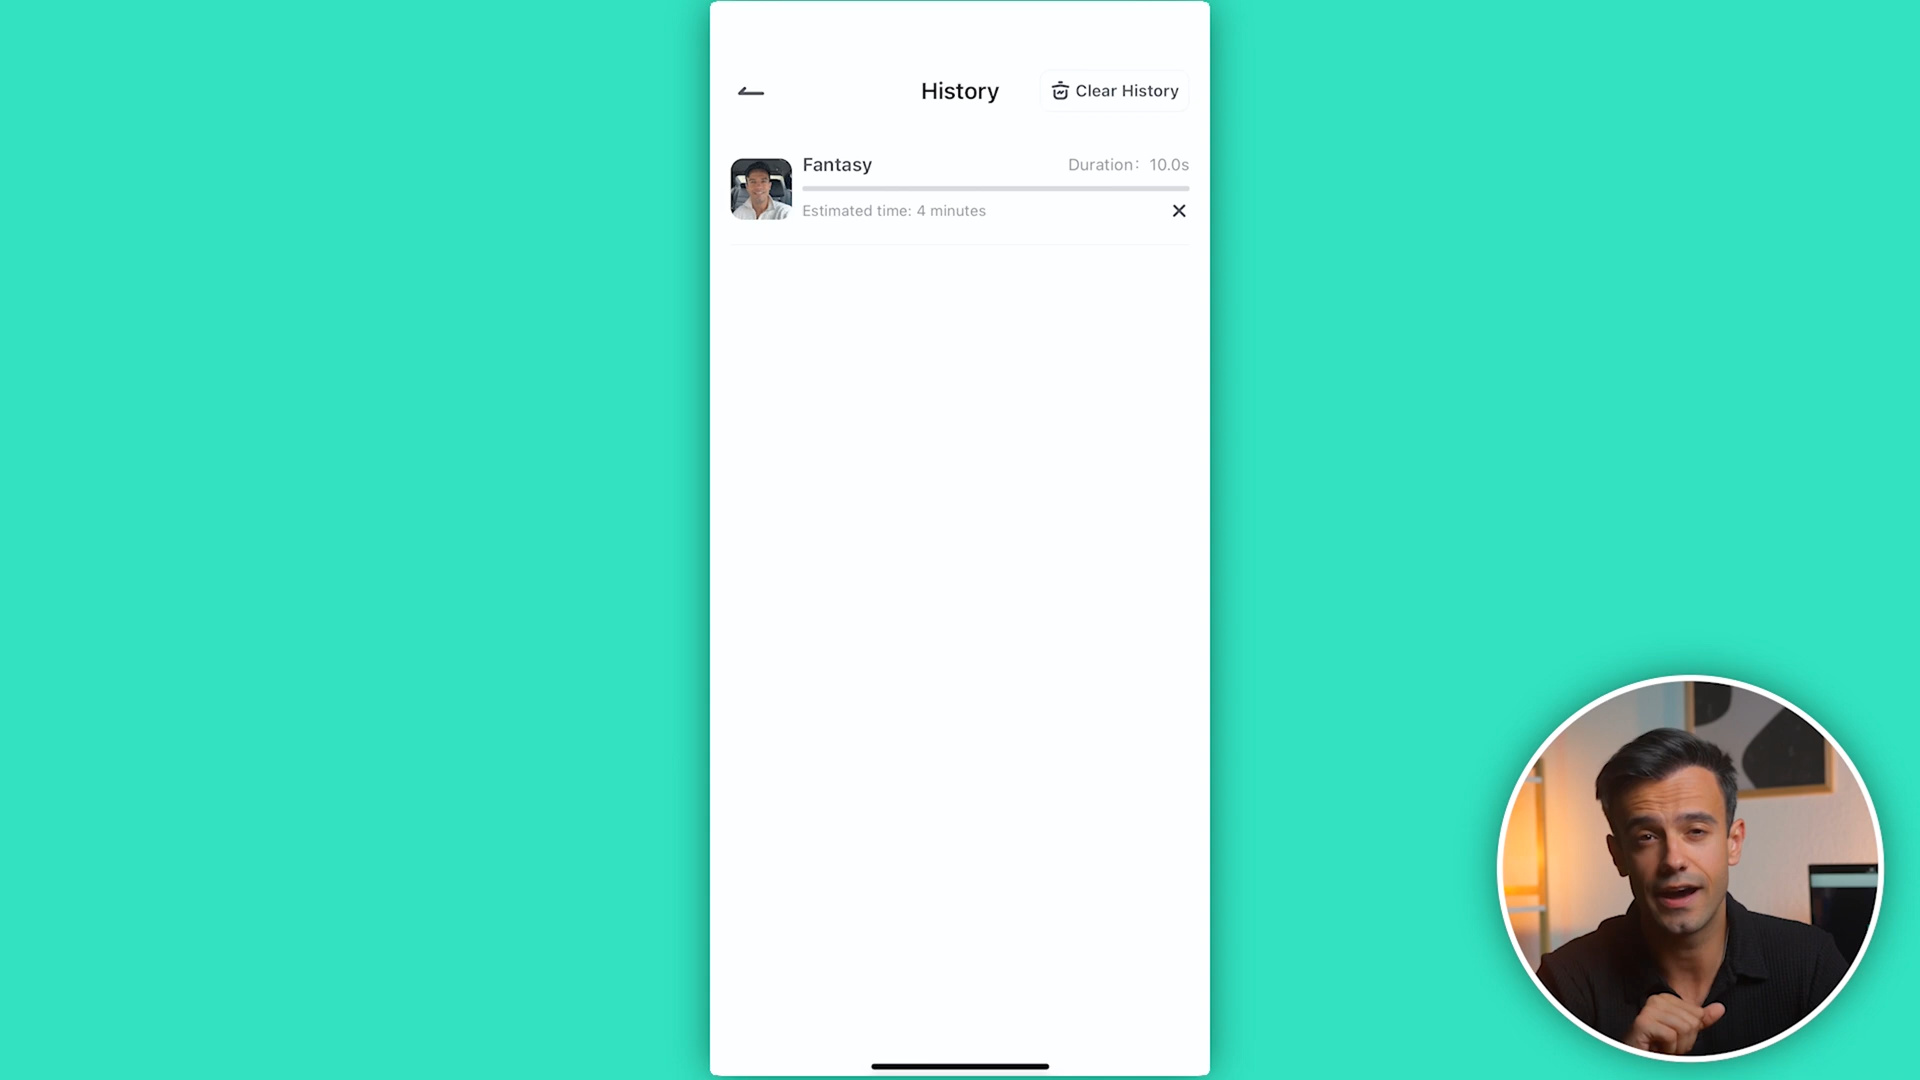 History
Clear History
Fantasy
Duration: 10.0s
Estimated time: 4 minutes